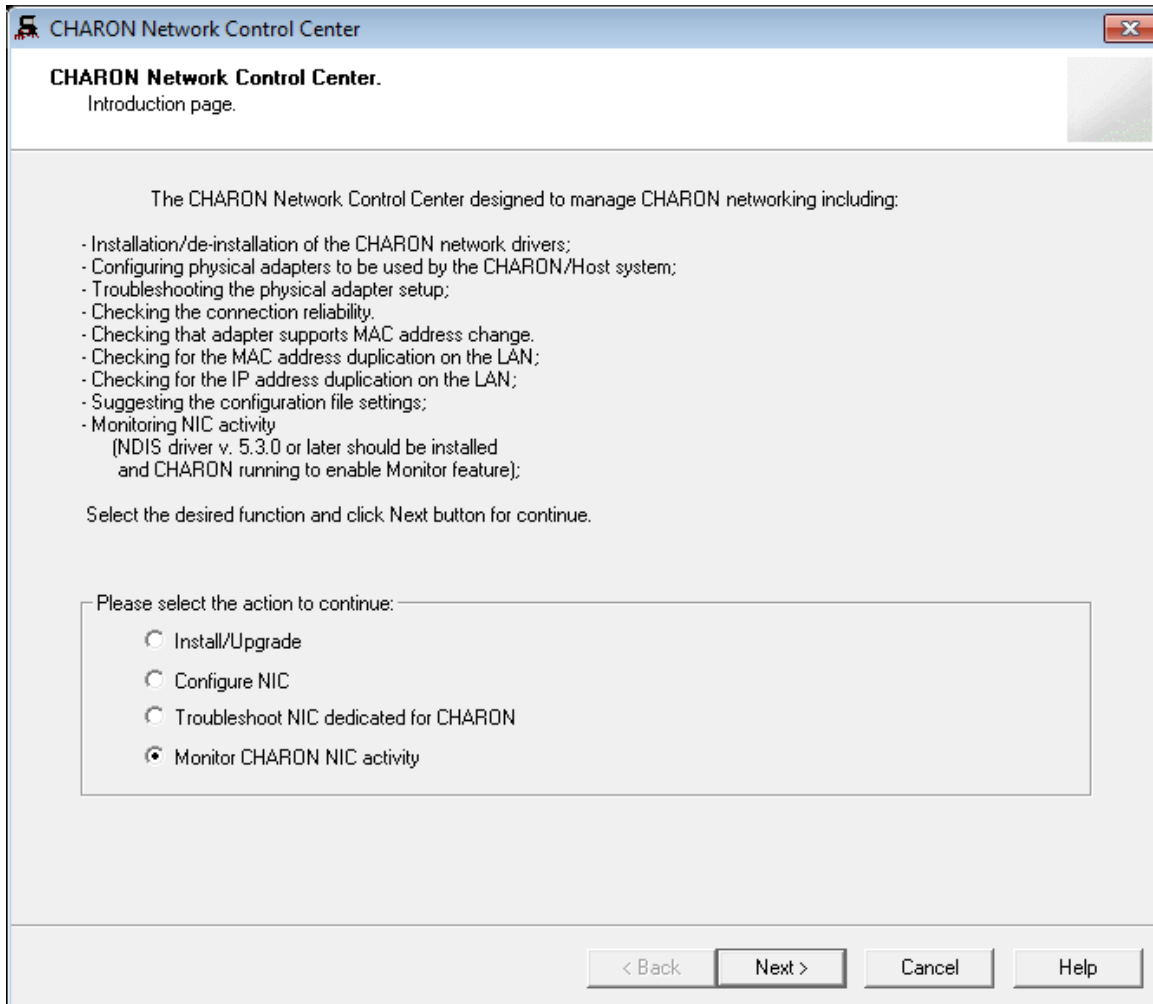 CHARON Network Control Center
CHARON Network Control Center.
Introduction page.
The CHARON Network Control Center designed to manage CHARON networking including:
- Installation/de-installation of the CHARON network drivers;
- Configuring physical adapters to be used by the CHARON/Host system;
- Troubleshooting the physical adapter setup;
- Checking the connection reliability.
- Checking that adapter supports MAC address change.
- Checking for the MAC address duplication on the LAN;
- Checking for the IP address duplication on the LAN;
- Suggesting the configuration file settings;
- Monitoring NIC activity
(NDIS driver v. 5.3.0 or later should be installed
and CHARON running to enable Monitor feature);
Select the desired function and click Next button for continue.
Please select the action to continue:
Install/Upgrade
Configure NIC
Troubleshoot NIC dedicated for CHARON
Monitor CHARON NIC activity
< Back Next > Cancel Help